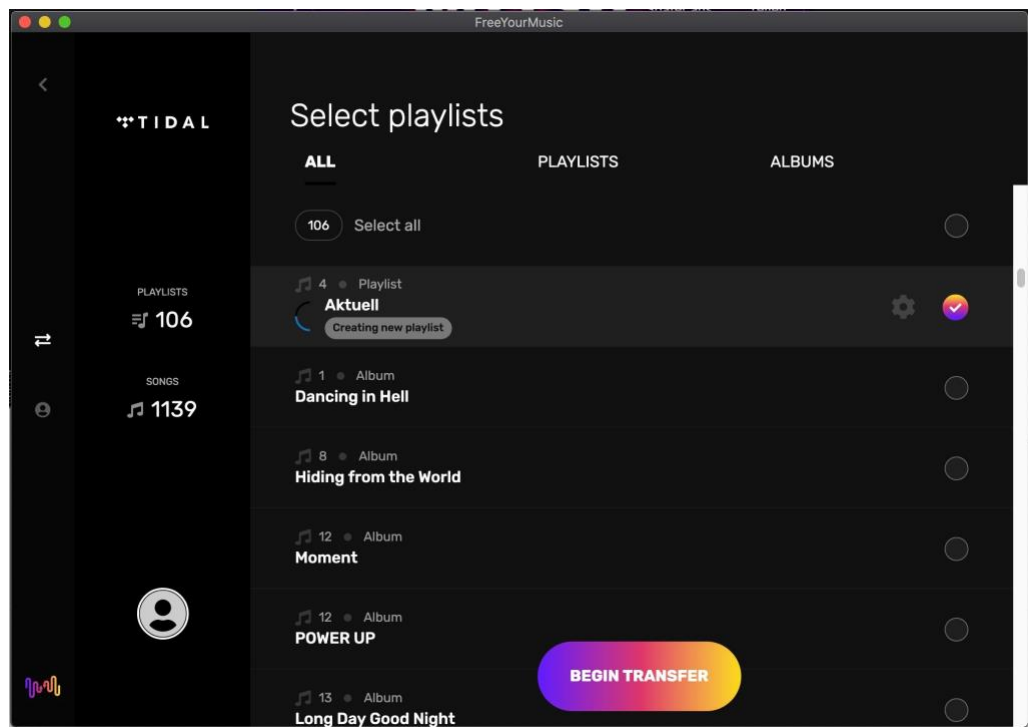 FreeYourMusic
TIDAL
Select playlists
ALL PLAYLISTS ALBUMS
106 Select all
PLAYLISTS
106
SONGS
1139
4 Playlist
Aktuell
Creating new playlist
1 Album
Dancing in Hell
8 Album
Hiding from the World
12 Album
Moment
12 Album
POWER UP
BEGIN TRANSFER
13 Album
Long Day Good Night